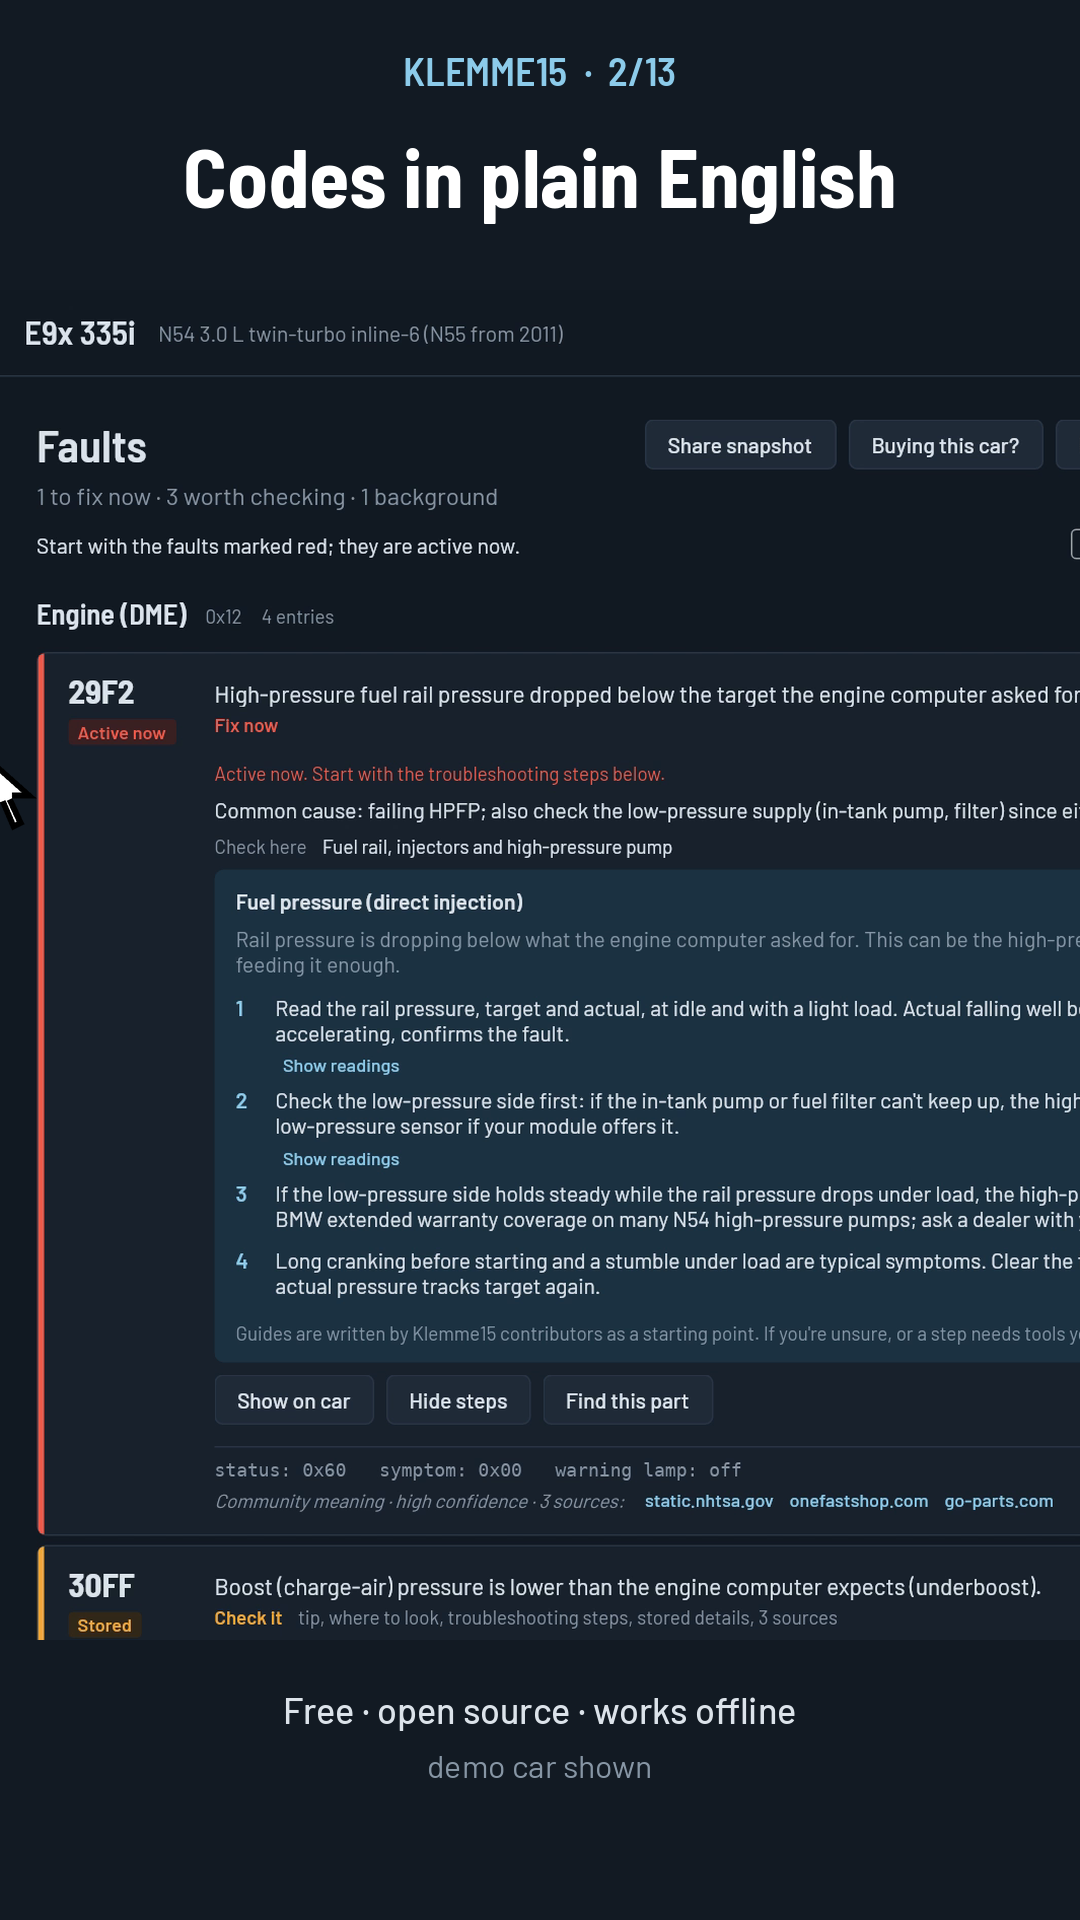 KLEMME15 · 2/13
Codes in plain English
E9x 335i N54 3.0 L twin-turbo inline-6 (N55 from 2011)
Faults
Share snapshot
Buying this car?
1 to fix now · 3 worth checking · 1 background
Start with the faults marked red; they are active now.
Engine (DME) 0x12 4 entries
29F2
Active now
High-pressure fuel rail pressure dropped below the target the engine computer asked for
Fix now
Active now. Start with the troubleshooting steps below.
Common cause: failing HPFP; also check the low-pressure supply (in-tank pump, filter) since
Check here Fuel rail, injectors and high-pressure pump
Fuel pressure (direct injection)
Rail pressure is dropping below what the engine computer asked for. This can be the
feeding it enough.
1 Read the rail pressure, target and actual, at idle and with a light load. Actual falling well
accelerating, confirms the fault.
Show readings
2 Check the low-pressure side first: if the in-tank pump or fuel filter can't keep up, the
low-pressure sensor if your module offers it.
Show readings
3 If the low-pressure side holds steady while the rail pressure drops under load, the
BMW extended warranty coverage on many N54 high-pressure pumps; ask a dealer with
4 Long cranking before starting and a stumble under load are typical symptoms. Clear the
actual pressure tracks target again.
Guides are written by Klemme15 contributors as a starting point. If you're unsure, or a step needs tools
Show on car
Hide steps
Find this part
status: 0x60 symptom: 0x00 warning lamp: off
Community meaning · high confidence · 3 sources: static.nhtsa.gov onefastshop.com go-parts.com
30FF
Stored
Boost (charge-air) pressure is lower than the engine computer expects (underboost).
Check It tip, where to look, troubleshooting steps, stored details, 3 sources
Free · open source · works offline
demo car shown